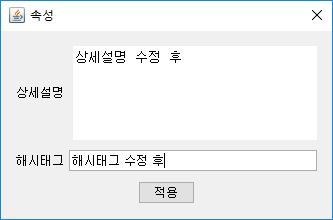 속성
상세설명
상세설명 수정 후
해시태그
해시태그 수정 후
적용